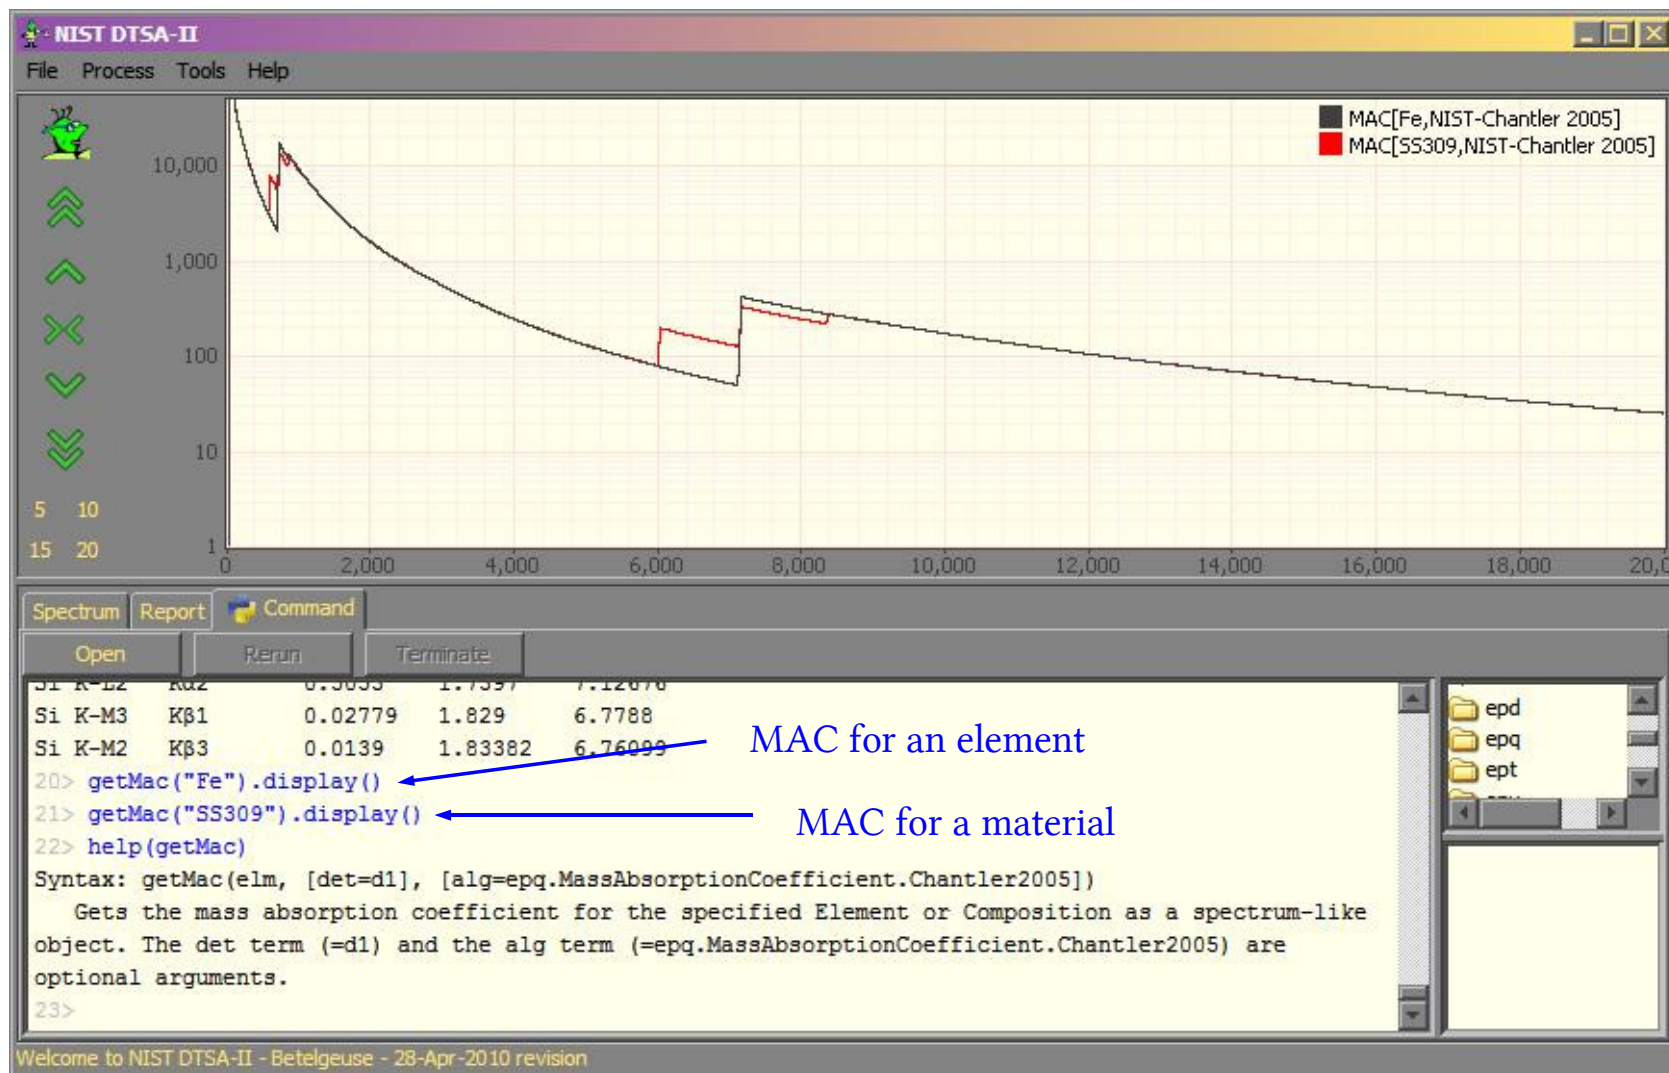 NIST DTSA-II
File Process Tools Help
MAC[Fe,NIST-Chantler 2005]
MAC[SS309,NIST-Chantler 2005]
10,000
1,000
100
10
1
0 2,000 4,000 6,000 8,000 10,000 12,000 14,000 16,000 18,000
5 10
15 20
Spectrum Report Command
Open Rerun Terminate
Si K-L2 Kα2
Si K-M3 Kβ1 0.02779 1.829 6.7788
Si K-M2 Kβ3 0.0139 1.83382 6.76099
20> getMac("Fe").display()
21> getMac("SS309").display()
22> help(getMac)
Syntax: getMac(elm, [det=d1], [alg=epq.MassAbsorptionCoefficient.Chantler2005])
Gets the mass absorption coefficient for the specified Element or Composition as a spectrum-like
object. The det term (=d1) and the alg term (=epq.MassAbsorptionCoefficient.Chantler2005) are
optional arguments.
23>
MAC for an element
MAC for a material
epd
epq
ept
Welcome to NIST DTSA-II - Betelgeuse - 28-Apr-2010 revision